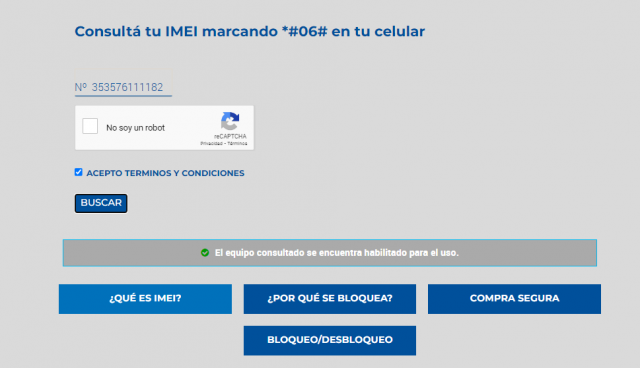 Consultá tu IMEI marcando *#06# en tu celular
Nº 353576111182
No soy un robot
reCAPTCHA
Privacidad - Términos
ACEPTO TERMINOS Y CONDICIONES
BUSCAR
El equipo consultado se encuentra habilitado para el uso.
¿QUÉ ES IMEI?
¿POR QUÉ SE BLOQUEA?
COMPRA SEGURA
BLOQUEO/DESBLOQUEO